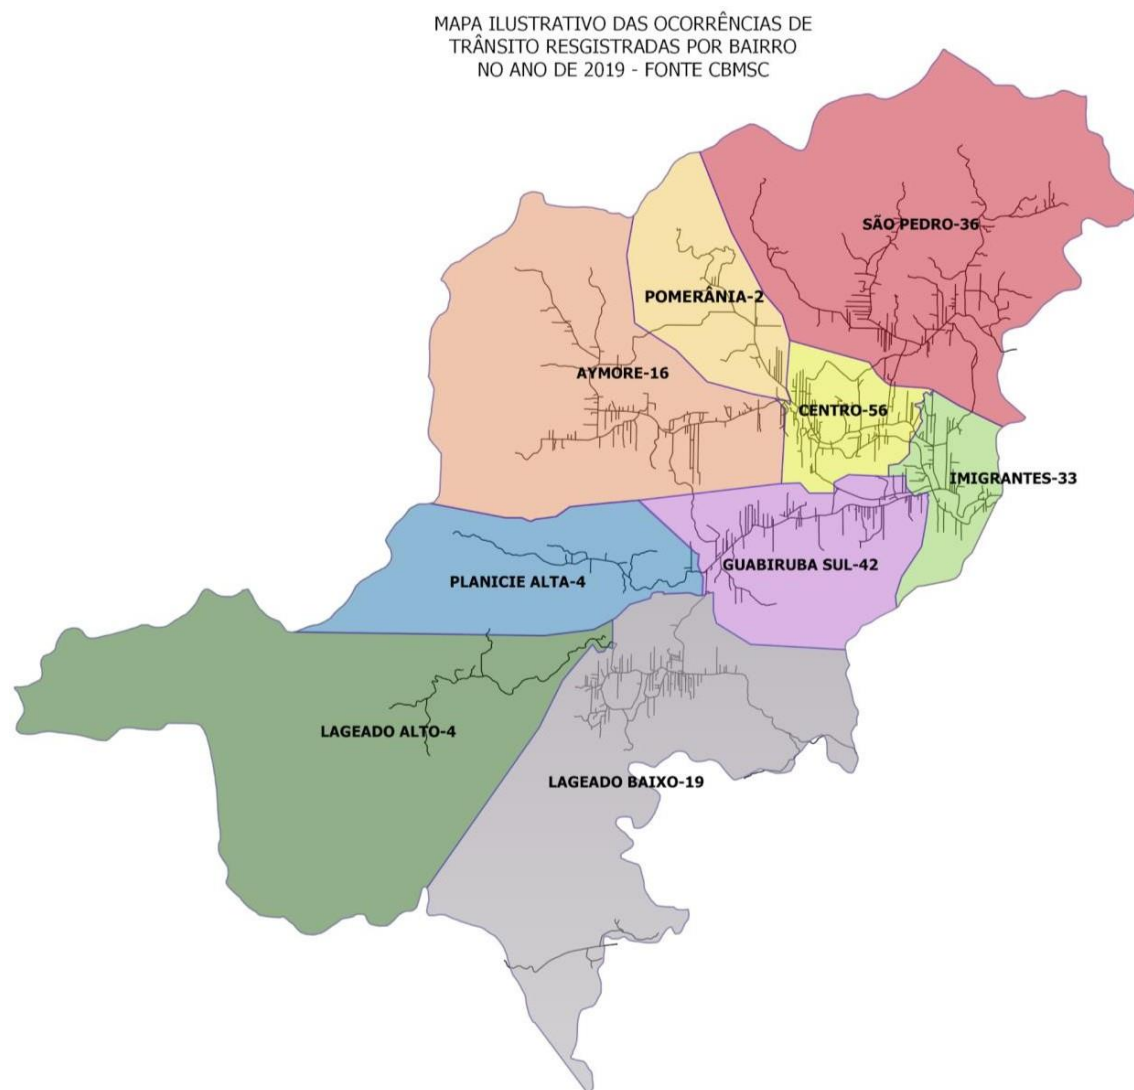 MAPA ILUSTRATIVO DAS OCORRÊNCIAS DE
TRÂNSITO RESGISTRADAS POR BAIRRO
NO ANO DE 2019 - FONTE CBMSC
SÃO PEDRO-36
POMERÂNIA-2
AYMORE-16
CENTRO-56
IMIGRANTES-33
GUABIRUBA SUL-42
PLANICIE ALTA-4
LAGEADO ALTO-4
LAGEADO BAIXO-19